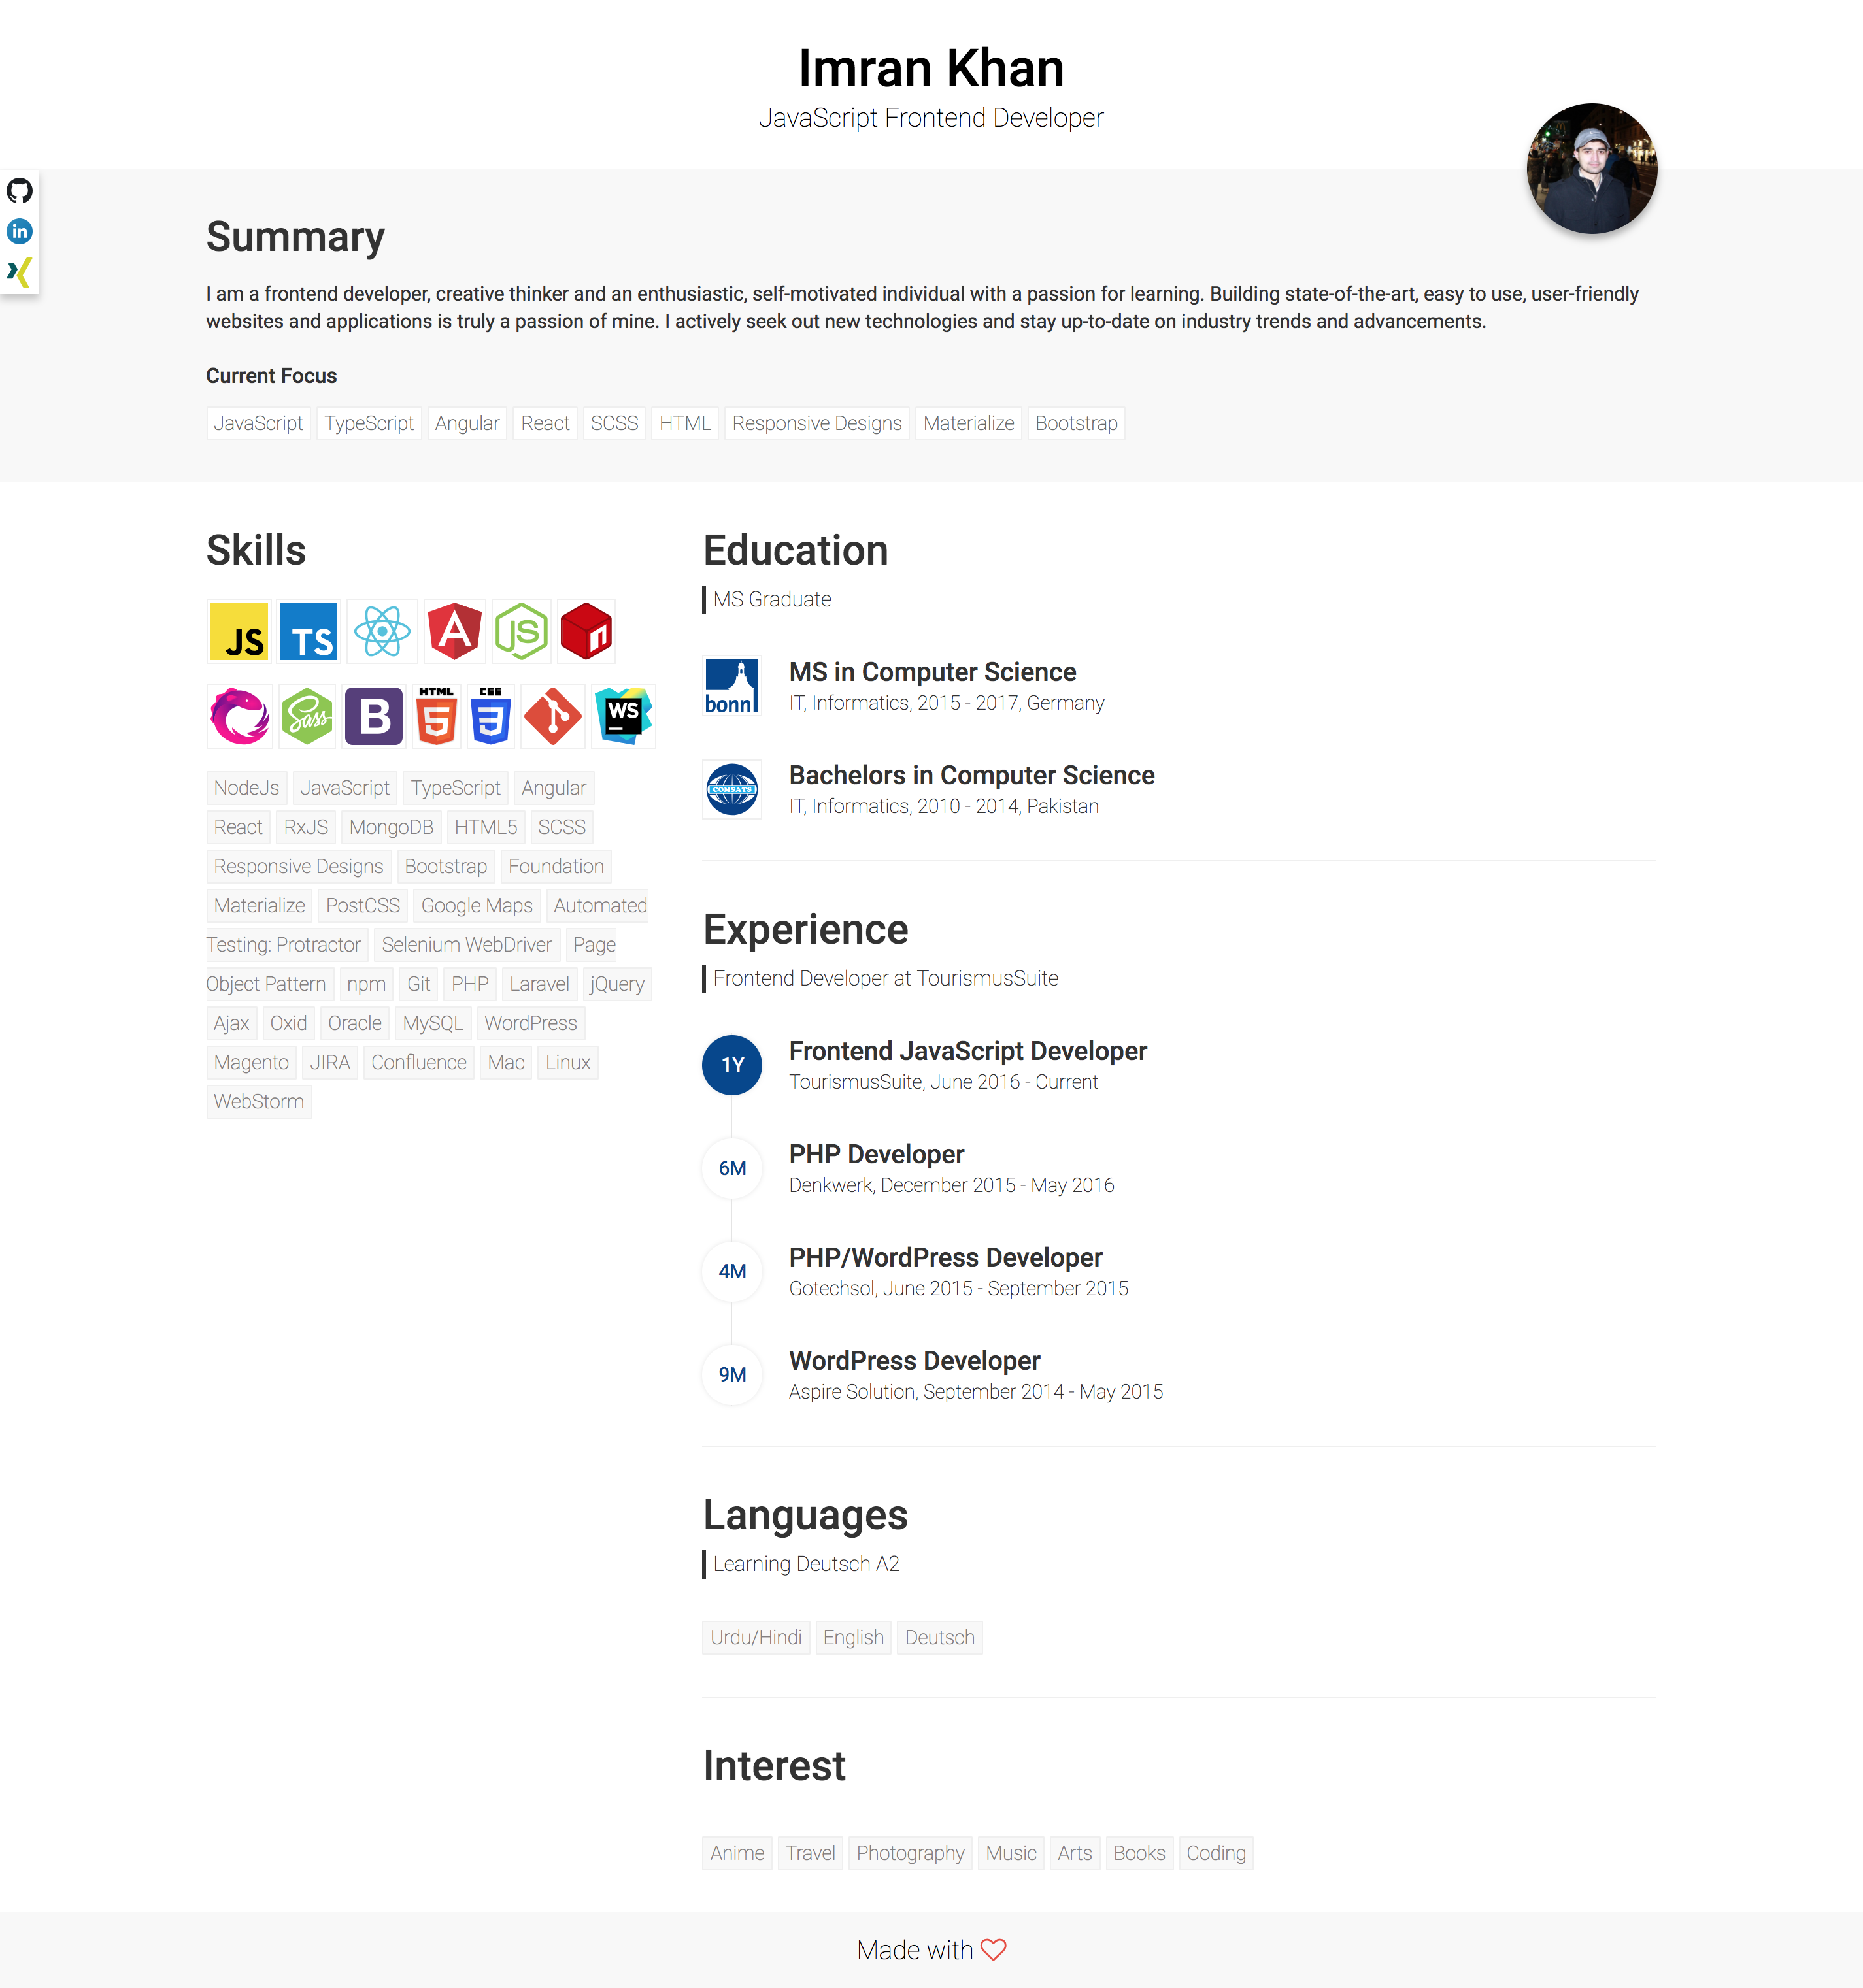 Imran Khan
JavaScript Frontend Developer
in
Summary
I am a frontend developer, creative thinker and an enthusiastic, self-motivated individual with a passion for learning. Building state-of-the-art, easy to use, user-friendly
websites and applications is truly a passion of mine. I actively seek out new technologies and stay up-to-date on industry trends and advancements.
Current Focus
JavaScript TypeScript Angular React SCSS HTML Responsive Designs Materialize Bootstrap
Skills
JS TS A JS n
Sass B HTML 5 CSS 3 WS
NodeJs JavaScript TypeScript Angular
React RxJS MongoDB HTML5 SCSS
Responsive Designs Bootstrap Foundation
Materialize PostCSS Google Maps Automated
Testing: Protractor Selenium WebDriver Page
Object Pattern npm Git PHP Laravel jQuery
Ajax Oxid Oracle MySQL WordPress
Magento JIRA Confluence Mac Linux
WebStorm
Education
MS Graduate
bonn
MS in Computer Science
IT, Informatics, 2015 - 2017, Germany
COMSATS
Bachelors in Computer Science
IT, Informatics, 2010 - 2014, Pakistan
Experience
Frontend Developer at TourismusSuite
1Y
Frontend JavaScript Developer
TourismusSuite, June 2016 - Current
6M
PHP Developer
Denkwerk, December 2015 - May 2016
4M
PHP/WordPress Developer
Gotechsol, June 2015 - September 2015
9M
WordPress Developer
Aspire Solution, September 2014 - May 2015
Languages
Learning Deutsch A2
Urdu/Hindi English Deutsch
Interest
Anime Travel Photography Music Arts Books Coding
Made with